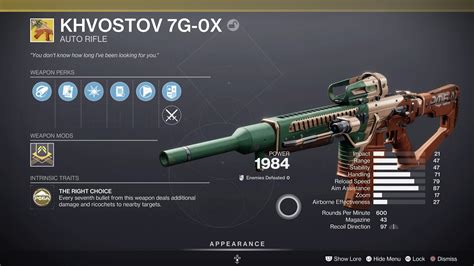 KHVOSTOV 7G-0X
AUTO RIFLE
"You don't know how long I've been looking for you."
WEAPON PERKS
WEAPON MODS
INTRINSIC TRAITS
THE RIGHT CHOICE
Every seventh bullet from this weapon deals additional
damage and ricochets to nearby targets.
POWER
1984
Enemies Defeated 0
Impact 21
Range 47
Stability 47
Handling 71
Reload Speed 79
Aim Assistance 87
Zoom 17
Airborne Effectiveness 27
Rounds Per Minute 600
Magazine 43
Recoil Direction 97
APPEARANCE
Show Lore Hide Menu Lock Dismiss